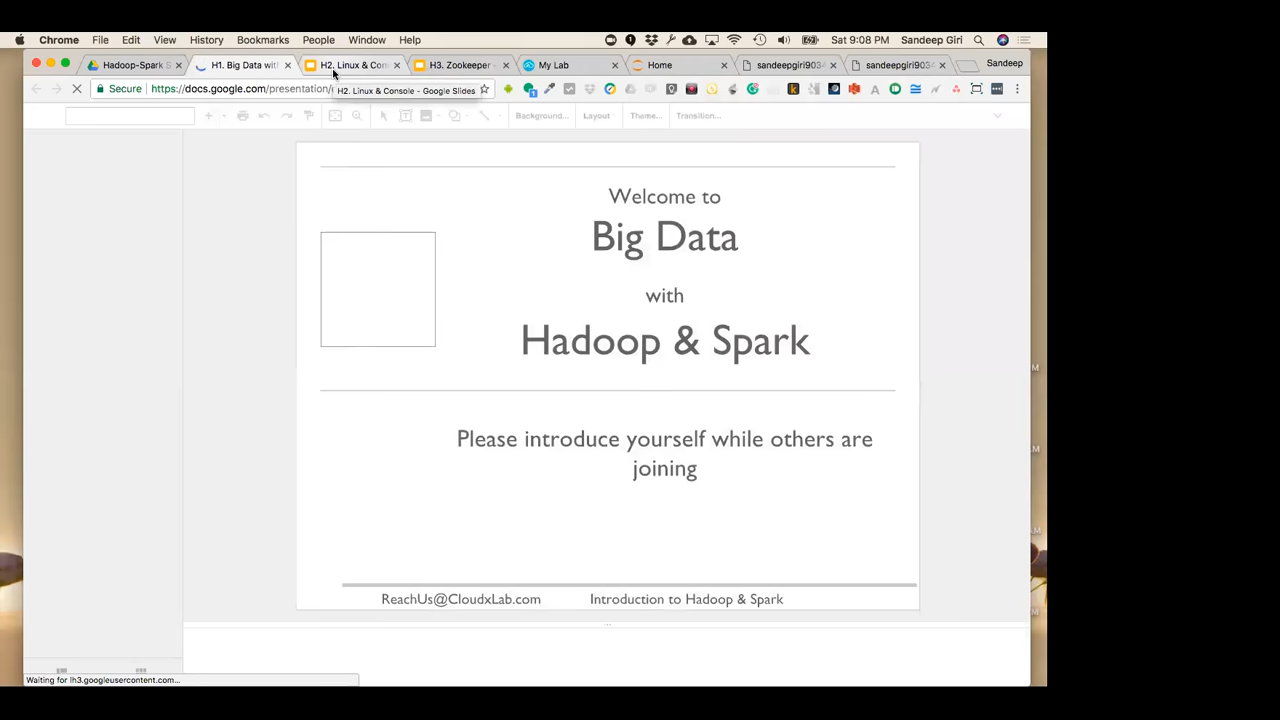 Chrome File Edit View History Bookmarks People Window Help Sat 9:08 PM Sandeep Giri
Hadoop-Spark S H1. Big Data wit H2. Linux & Con H3. Zookeeper - My Lab Home sandeepgiri9034 sandeepgiri9034 Sandeep
Secure https://docs.google.com/presentation/
H2. Linux & Console - Google Slides
Background... Layout Theme... Transition...
Welcome to
Big Data
with
Hadoop & Spark
Please introduce yourself while others are
joining
ReachUs@CloudxLab.com Introduction to Hadoop & Spark
Waiting for lh3.googleusercontent.com...